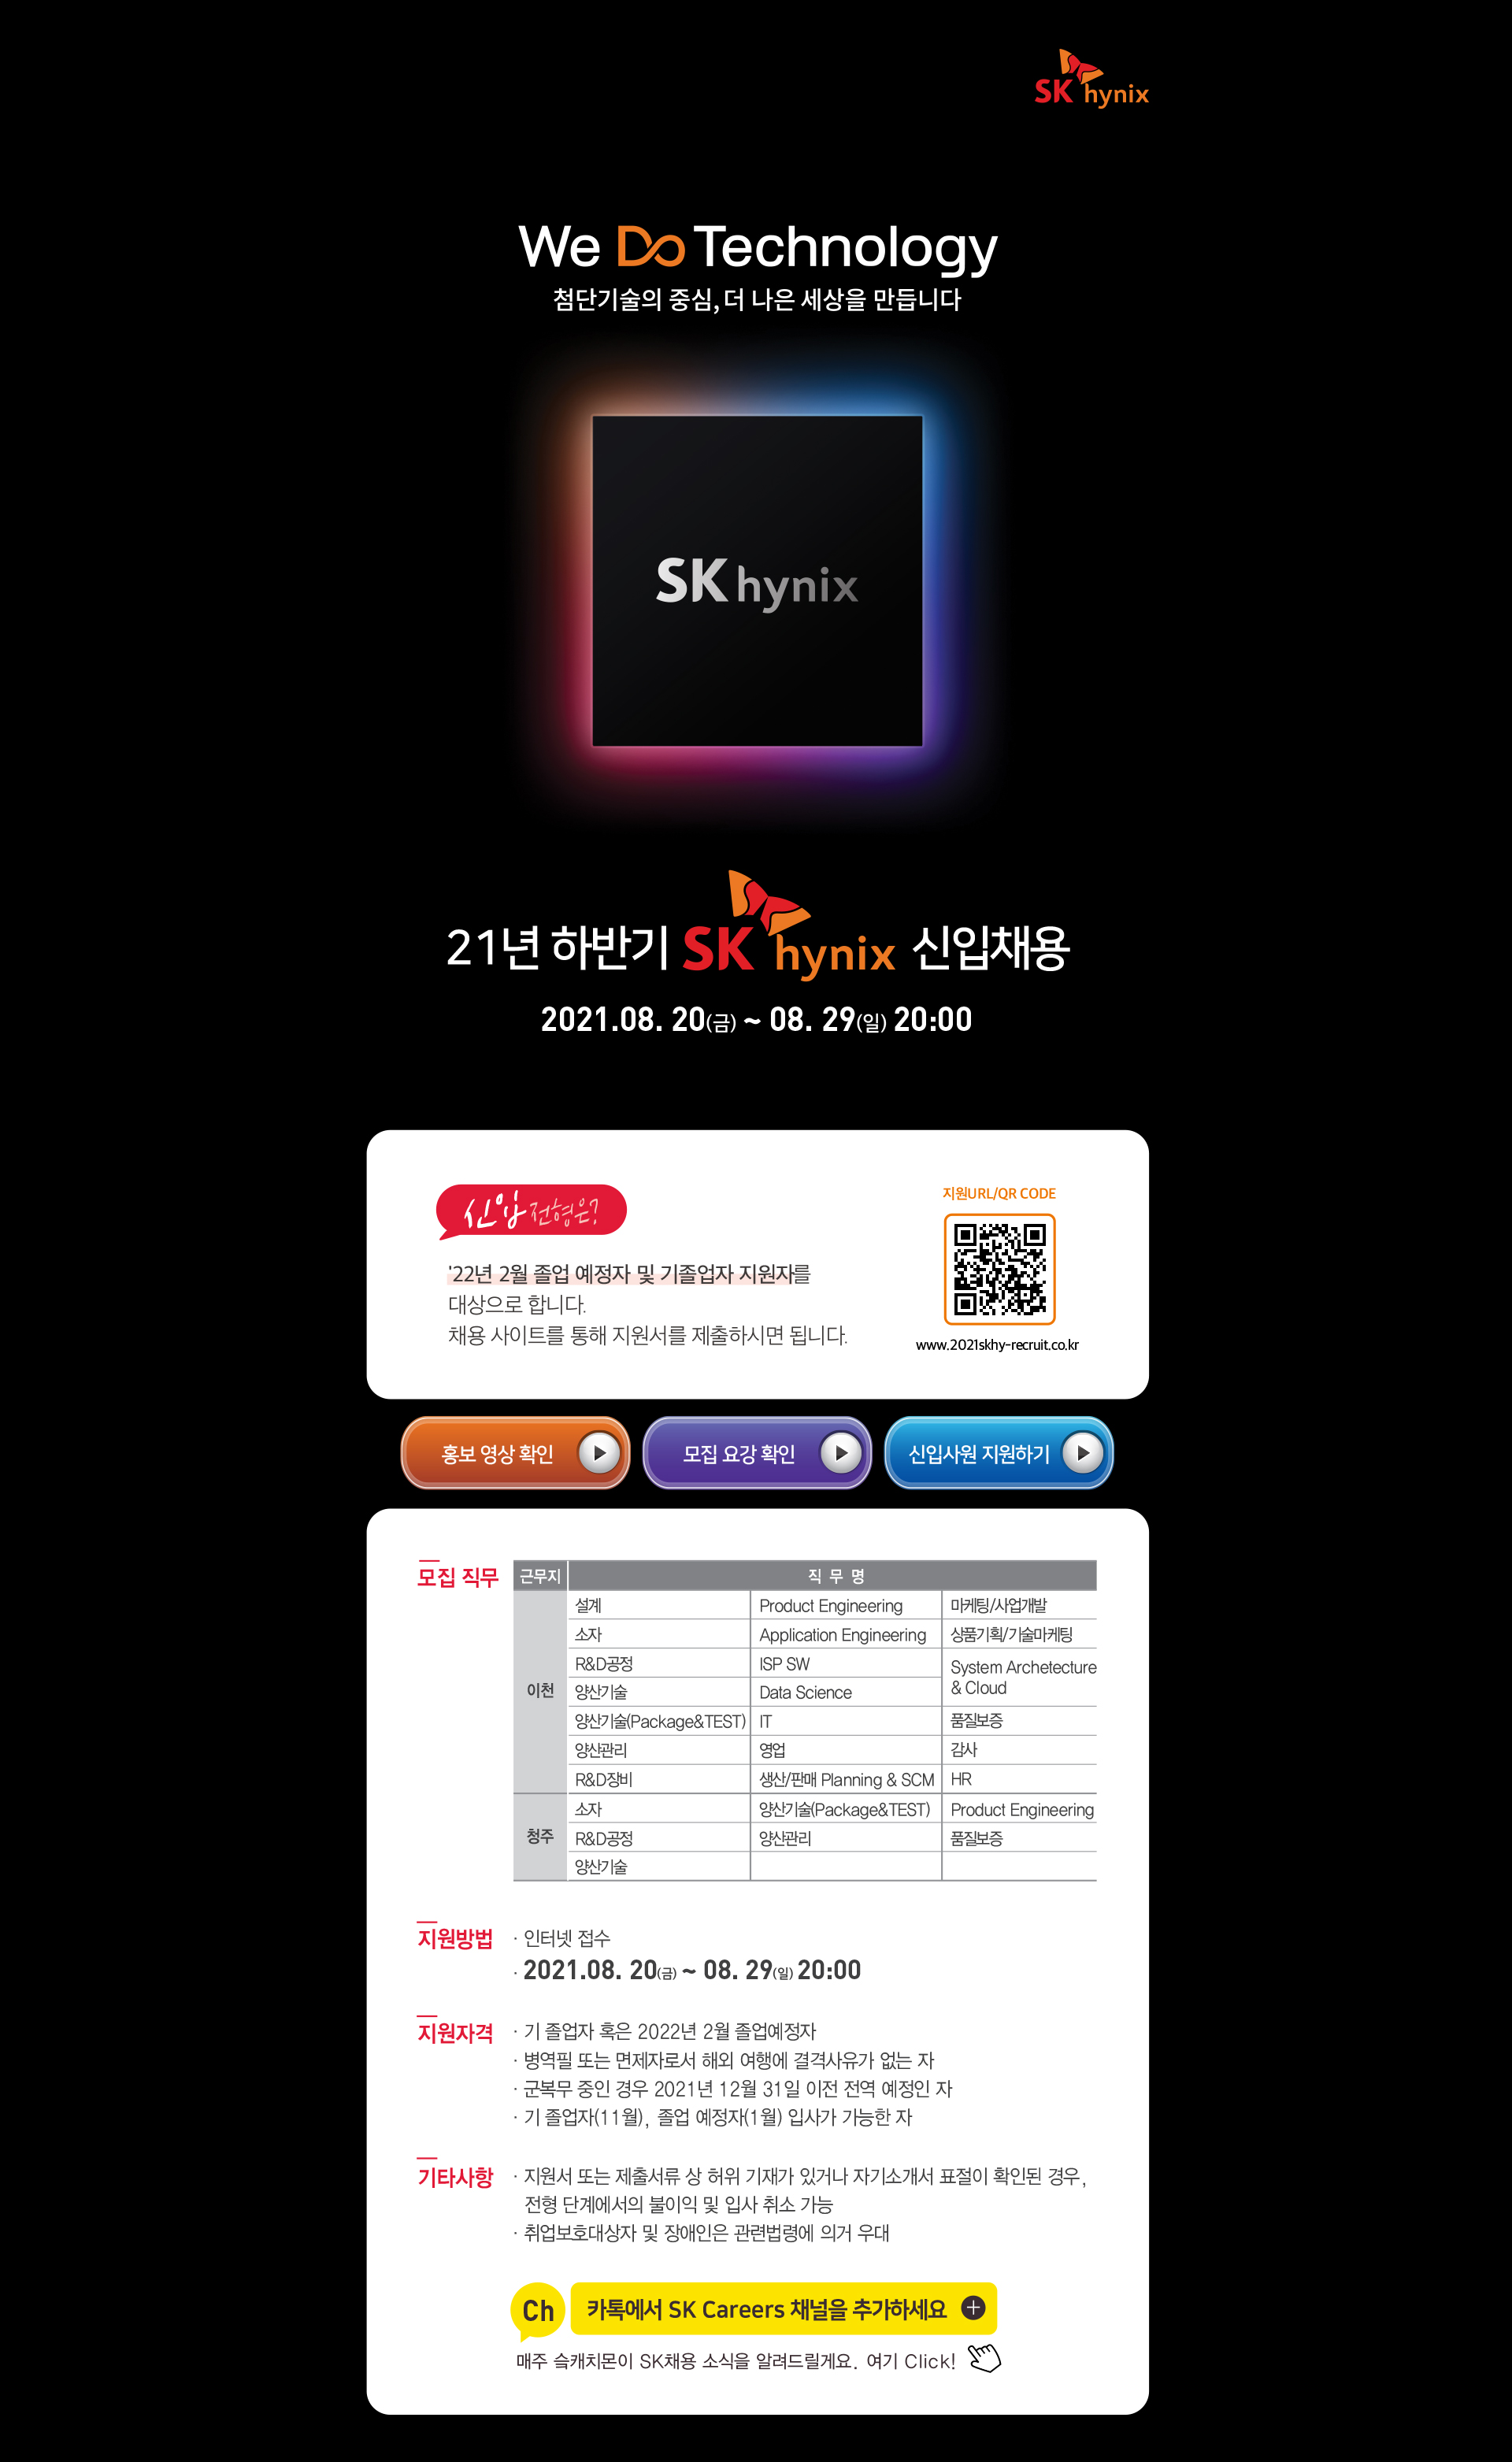 SK hynix
We Do Technology
첨단기술의 중심, 더 나은 세상을 만듭니다
SK hynix
21년 하반기 SK hynix 신입채용
2021.08. 20(금) ~ 08. 29(일) 20:00
신입 전형은?
'22년 2월 졸업 예정자 및 기졸업자 지원자를
대상으로 합니다.
채용 사이트를 통해 지원서를 제출하시면 됩니다.
지원URL/QR CODE
www.2021skhy-recruit.co.kr
홍보 영상 확인
모집 요강 확인
신입사원 지원하기
모집 직무
근무지 직 무 명
이천
설계 Product Engineering 마케팅/사업개발
소자 Application Engineering 상품기획/기술마케팅
R&D공정 ISP SW System Archetecture
& Cloud
양산기술 Data Science
양산기술(Package&TEST) IT 품질보증
양산관리 영업 감사
R&D장비 생산/판매 Planning & SCM HR
청주
소자 양산기술(Package&TEST) Product Engineering
R&D공정 양산관리 품질보증
양산기술
지원방법
· 인터넷 접수
· 2021.08. 20(금) ~ 08. 29(일) 20:00
지원자격
· 기 졸업자 혹은 2022년 2월 졸업예정자
· 병역필 또는 면제자로서 해외 여행에 결격사유가 없는 자
· 군복무 중인 경우 2021년 12월 31일 이전 전역 예정인 자
· 기 졸업자(11월), 졸업 예정자(1월) 입사가 가능한 자
기타사항
· 지원서 또는 제출서류 상 허위 기재가 있거나 자기소개서 표절이 확인된 경우,
전형 단계에서의 불이익 및 입사 취소 가능
· 취업보호대상자 및 장애인은 관련법령에 의거 우대
Ch 카톡에서 SK Careers 채널을 추가하세요
매주 슼캐치몬이 SK채용 소식을 알려드릴게요. 여기 Click!